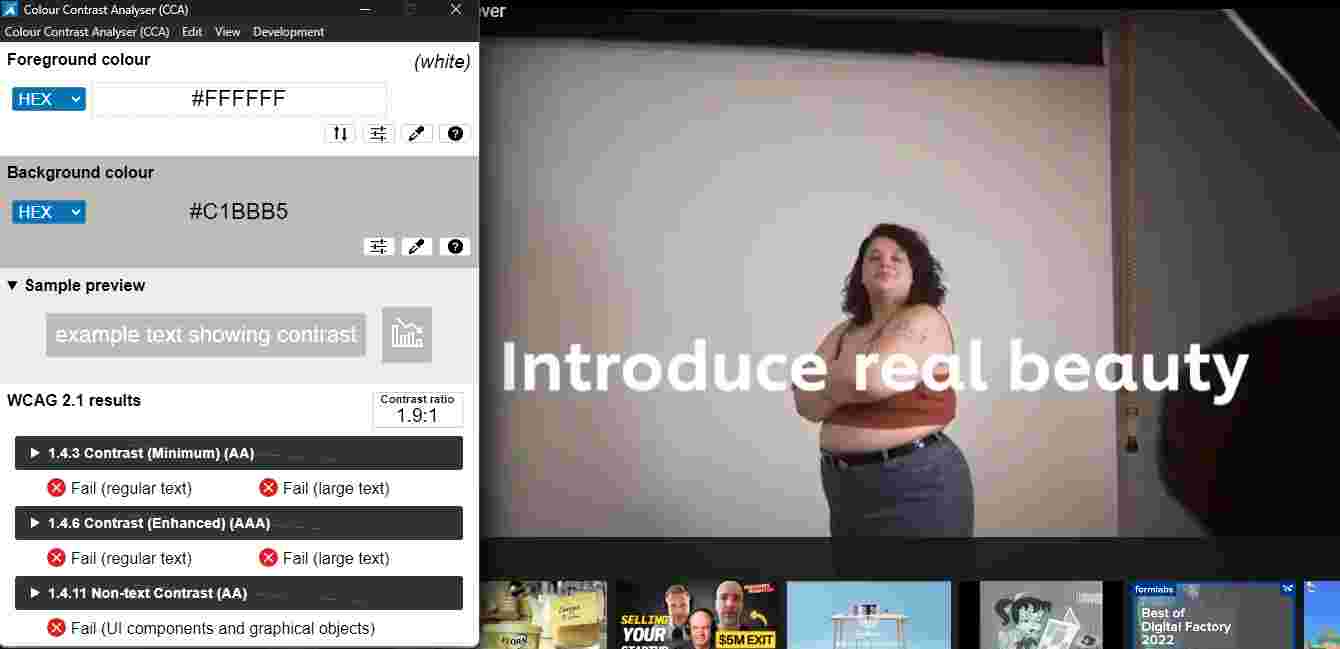 Colour Contrast Analyser (CCA)
Colour Contrast Analyser (CCA) Edit View Development
Foreground colour
(white)
HEX
#FFFFFF
Background colour
HEX
#C1BBB5
Sample preview
example text showing contrast
WCAG 2.1 results
Contrast ratio
1.9:1
1.4.3 Contrast (Minimum) (AA)
Fail (regular text) Fail (large text)
1.4.6 Contrast (Enhanced) (AAA)
Fail (regular text) Fail (large text)
1.4.11 Non-text Contrast (AA)
Fail (UI components and graphical objects)
ever
Introduce real beauty
SELLING
YOUR
$5M EXIT
formlabs
Best of
Digital Factory
2022